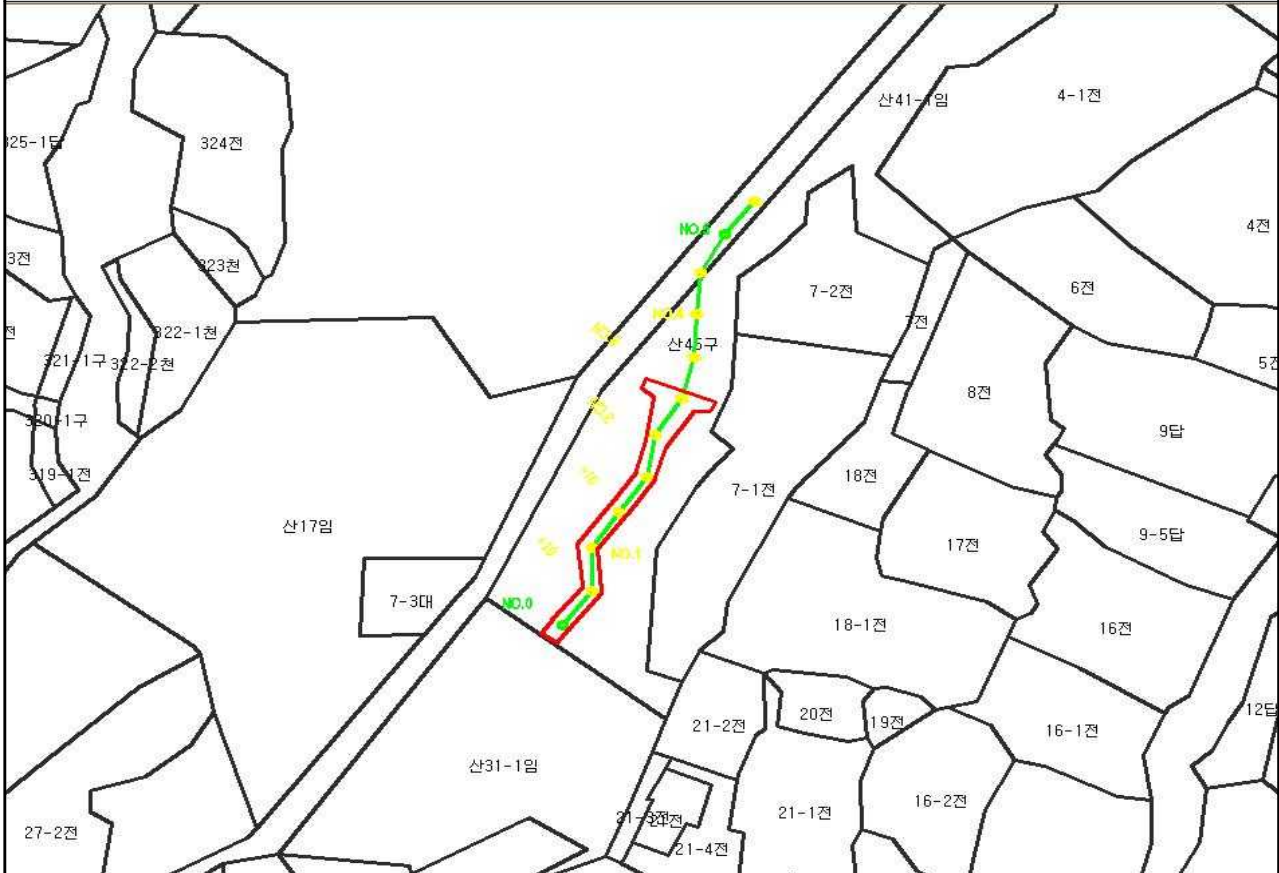 산41-1임
4-1전
325-1답
324전
4전
NO.5
3전
323천
7-2전
6전
NO.4
322-1천
7전
산45구
321-1구
322-2천
8전
NO.2
320-1구
9답
319-1전
+10
18전
7-1전
산17임
9-5답
17전
+10
NO.1
7-3대
NO.0
18-1전
16전
12답
20전
19전
21-2전
16-1전
산31-1임
16-2전
21-1전
27-2전
21-4전